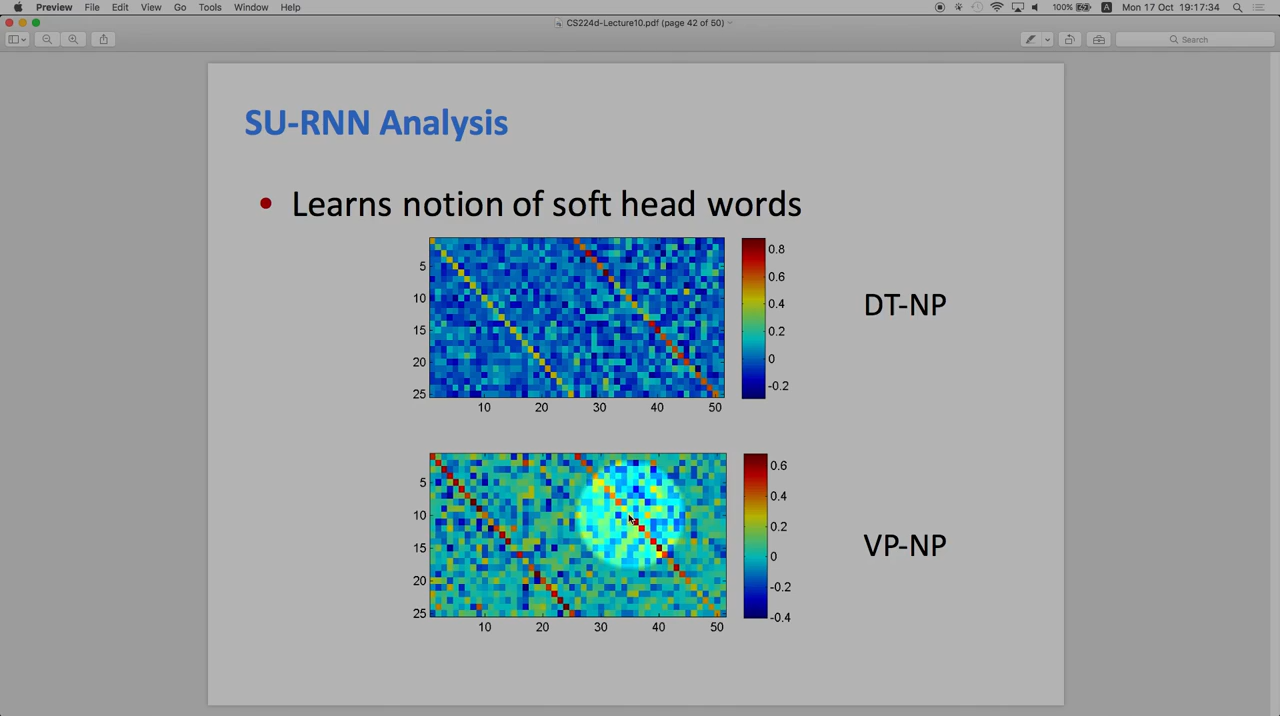 Preview File Edit View Go Tools Window Help 100% A Mon 17 Oct 19:17:34
CS224d-Lecture10.pdf (page 42 of 50)
Search
SU-RNN Analysis
• Learns notion of soft head words
5
10
15
20
25
10 20 30 40 50
0.8
0.6
0.4
0.2
0
-0.2
DT-NP
5
10
15
20
25
10 20 30 40 50
0.6
0.4
0.2
0
-0.2
-0.4
VP-NP